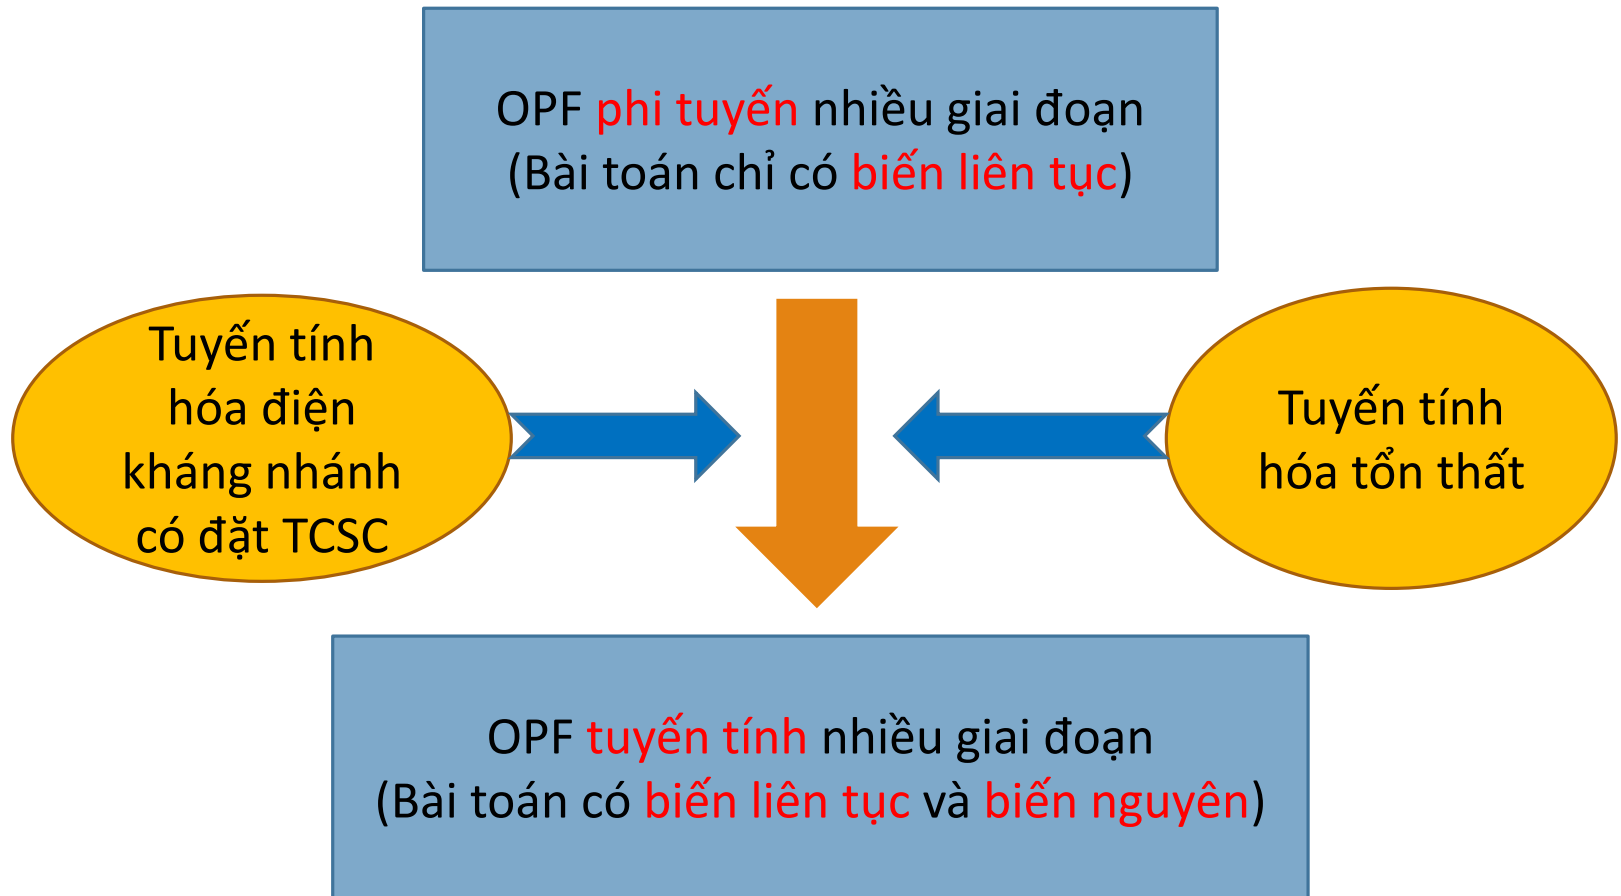 OPF phi tuyến nhiều giai đoạn
(Bài toán chỉ có biến liên tục)
Tuyến tính
hóa điện
kháng nhánh
có đặt TCSC
Tuyến tính
hóa tổn thất
OPF tuyến tính nhiều giai đoạn
(Bài toán có biến liên tục và biến nguyên)